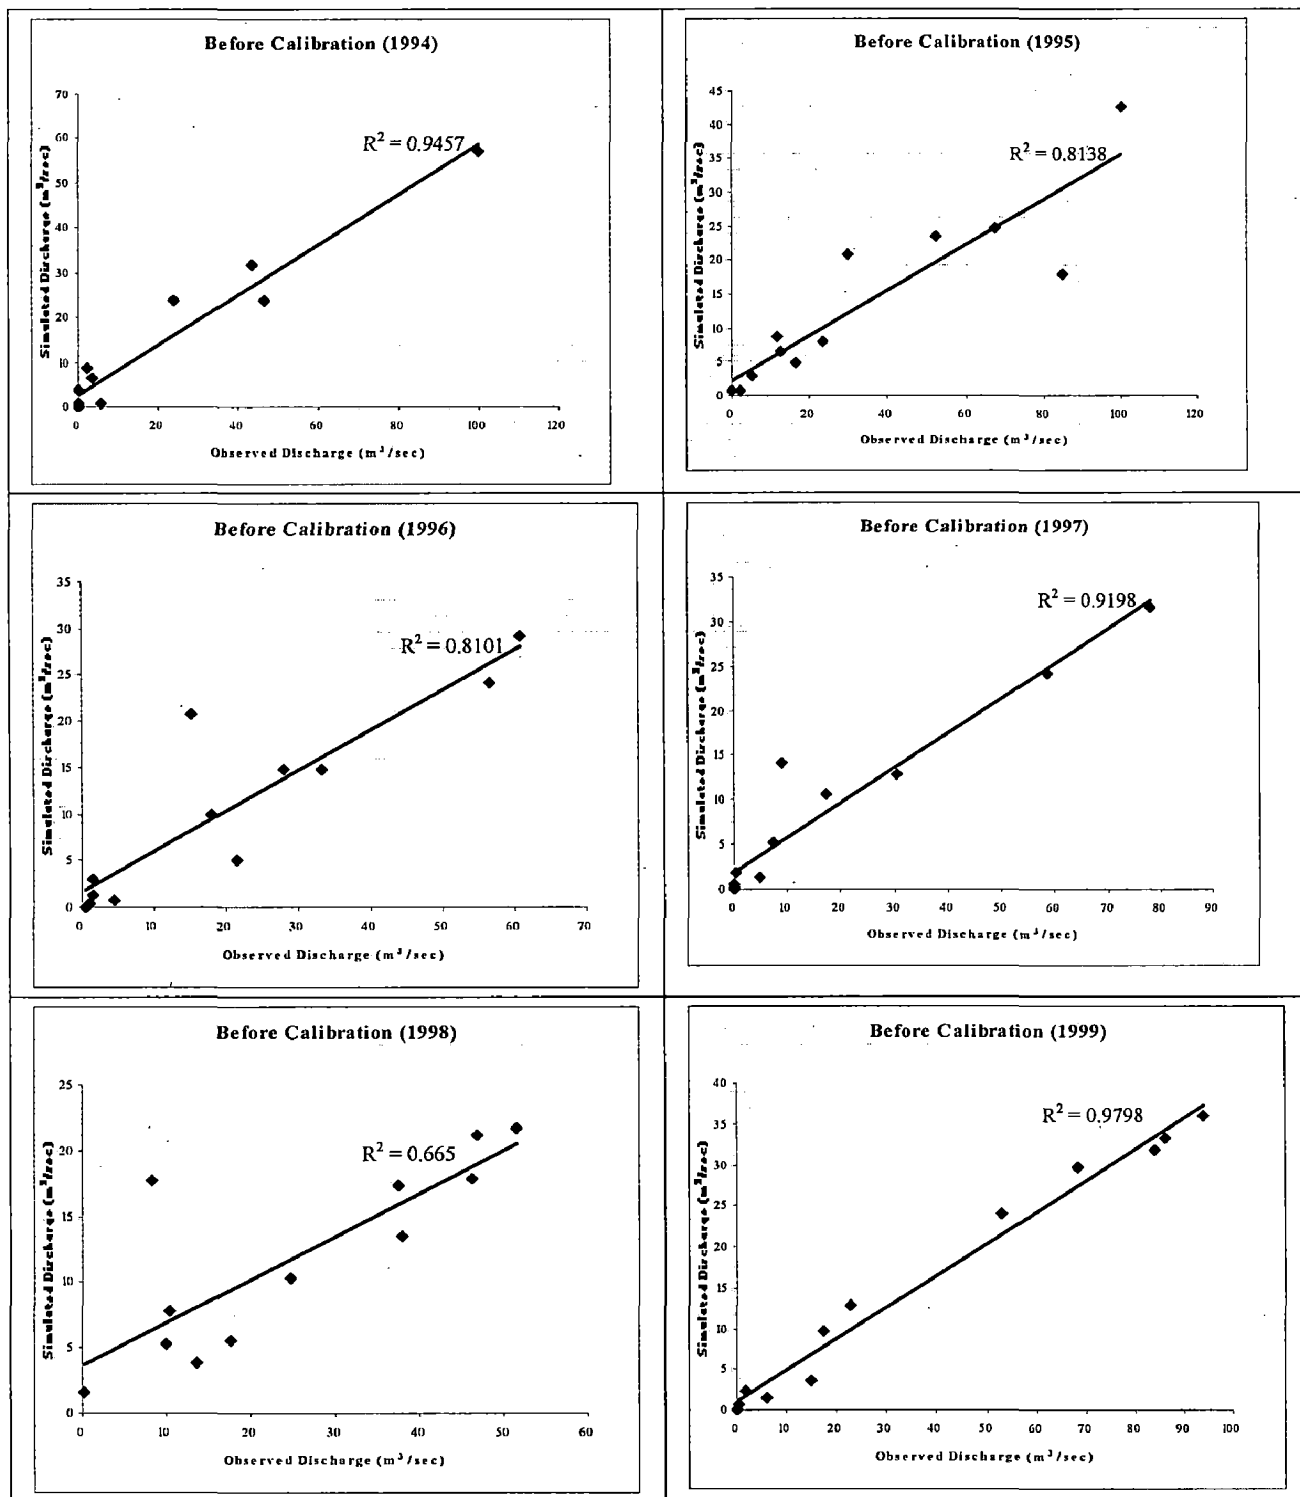 Before Calibration (1994)
70
60
50
40
30
20
10
0
Simulated Discharge (m³/sec)
R² = 0.9457
0 20 40 60 80 100 120
Observed Discharge (m³/sec)
Before Calibration (1995)
45
40
35
30
25
20
15
10
5
0
Simulated Discharge (m³/sec)
R² = 0.8138
0 20 40 60 80 100 120
Observed Discharge (m³/sec)
Before Calibration (1996)
35
30
25
20
15
10
5
0
Simulated Discharge (m³/sec)
R² = 0.8101
0 10 20 30 40 50 60 70
Observed Discharge (m³/sec)
Before Calibration (1997)
35
30
25
20
15
10
5
0
Simulated Discharge (m³/sec)
R² = 0.9198
0 10 20 30 40 50 60 70 80 90
Observed Discharge (m³/sec)
Before Calibration (1998)
25
20
15
10
5
0
Simulated Discharge (m³/sec)
R² = 0.665
0 10 20 30 40 50 60
Observed Discharge (m³/sec)
Before Calibration (1999)
40
35
30
25
20
15
10
5
0
Simulated Discharge (m³/sec)
R² = 0.9798
0 10 20 30 40 50 60 70 80 90 100
Observed Discharge (m³/sec)